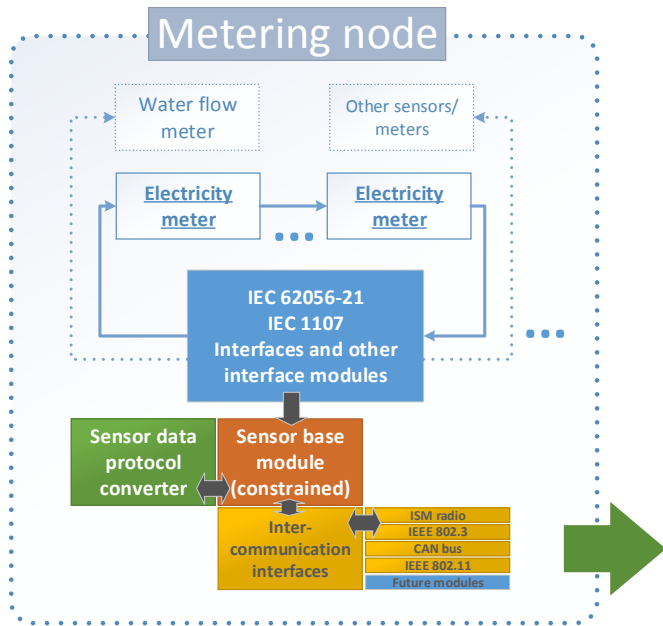 Metering node
Water flow
meter
Other sensors/
meters
Electricity
meter
Electricity
meter
IEC 62056-21
IEC 1107
Interfaces and other
interface modules
Sensor data
protocol
converter
Sensor base
module
(constrained)
Inter-
communication
interfaces
ISM radio
IEEE 802.3
CAN bus
IEEE 802.11
Future modules